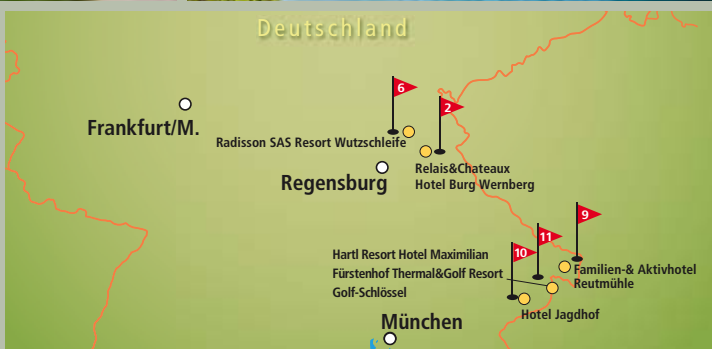 Deutschland
6
2
Frankfurt/M.
Radisson SAS Resort Wutzschleife
Relais&Chateaux
Hotel Burg Wernberg
Regensburg
9
11
10
Hartl Resort Hotel Maximilian
Fürstenhof Thermal&Golf Resort
Golf-Schlössel
Familien-& Aktivhotel
Reutmühle
Hotel Jagdhof
München